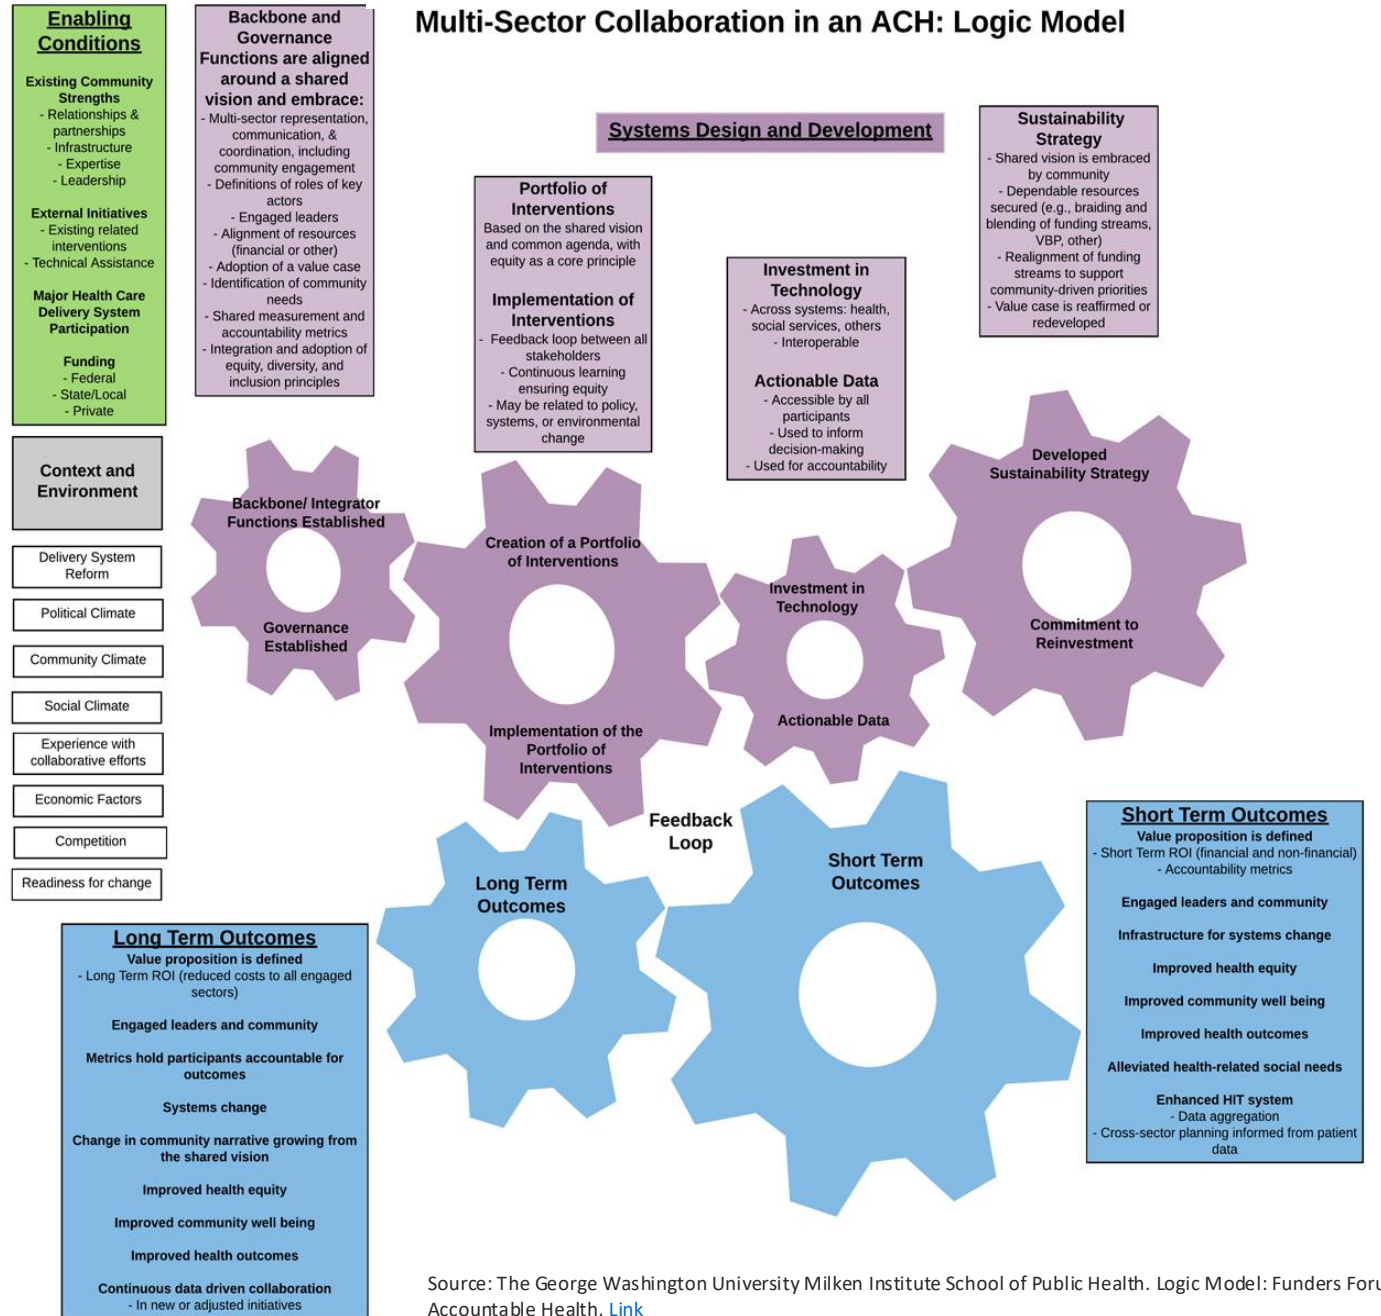 Multi-Sector Collaboration in an ACH: Logic Model
Enabling
Conditions
Existing Community
Strengths
- Relationships &
partnerships
- Infrastructure
- Expertise
- Leadership
External Initiatives
- Existing related
interventions
- Technical Assistance
Major Health Care
Delivery System
Participation
Funding
- Federal
- State/Local
- Private
Context and
Environment
Delivery System
Reform
Political Climate
Community Climate
Social Climate
Experience with
collaborative efforts
Economic Factors
Competition
Readiness for change
Backbone and
Governance
Functions are aligned
around a shared
vision and embrace:
- Multi-sector representation,
communication, &
coordination, including
community engagement
- Definitions of roles of key
actors
- Engaged leaders
- Alignment of resources
(financial or other)
- Adoption of a value case
- Identification of community
needs
- Shared measurement and
accountability metrics
- Integration and adoption of
equity, diversity, and
inclusion principles
Systems Design and Development
Portfolio of
Interventions
Based on the shared vision
and common agenda, with
equity as a core principle
Implementation of
Interventions
- Feedback loop between all
stakeholders
- Continuous learning
ensuring equity
- May be related to policy,
systems, or environmental
change
Investment in
Technology
- Across systems: health,
social services, others
- Interoperable
Actionable Data
- Accessible by all
participants
- Used to inform
decision-making
- Used for accountability
Sustainability
Strategy
- Shared vision is embraced
by community
- Dependable resources
secured (e.g., braiding and
blending of funding streams,
VBP, other)
- Realignment of funding
streams to support
community-driven priorities
- Value case is reaffirmed or
redeveloped
Backbone/ Integrator
Functions Established
Governance
Established
Creation of a Portfolio
of Interventions
Implementation of the
Portfolio of
Interventions
Investment in
Technology
Actionable Data
Developed
Sustainability Strategy
Commitment to
Reinvestment
Feedback
Loop
Long Term
Outcomes
Short Term
Outcomes
Short Term Outcomes
Value proposition is defined
- Short Term ROI (financial and non-financial)
- Accountability metrics
Engaged leaders and community
Infrastructure for systems change
Improved health equity
Improved community well being
Improved health outcomes
Alleviated health-related social needs
Enhanced HIT system
- Data aggregation
- Cross-sector planning informed from patient
data
Long Term Outcomes
Value proposition is defined
- Long Term ROI (reduced costs to all engaged
sectors)
Engaged leaders and community
Metrics hold participants accountable for
outcomes
Systems change
Change in community narrative growing from
the shared vision
Improved health equity
Improved community well being
Improved health outcomes
Continuous data driven collaboration
- In new or adjusted initiatives
Source: The George Washington University Milken Institute School of Public Health. Logic Model: Funders
Accountable Health. Link